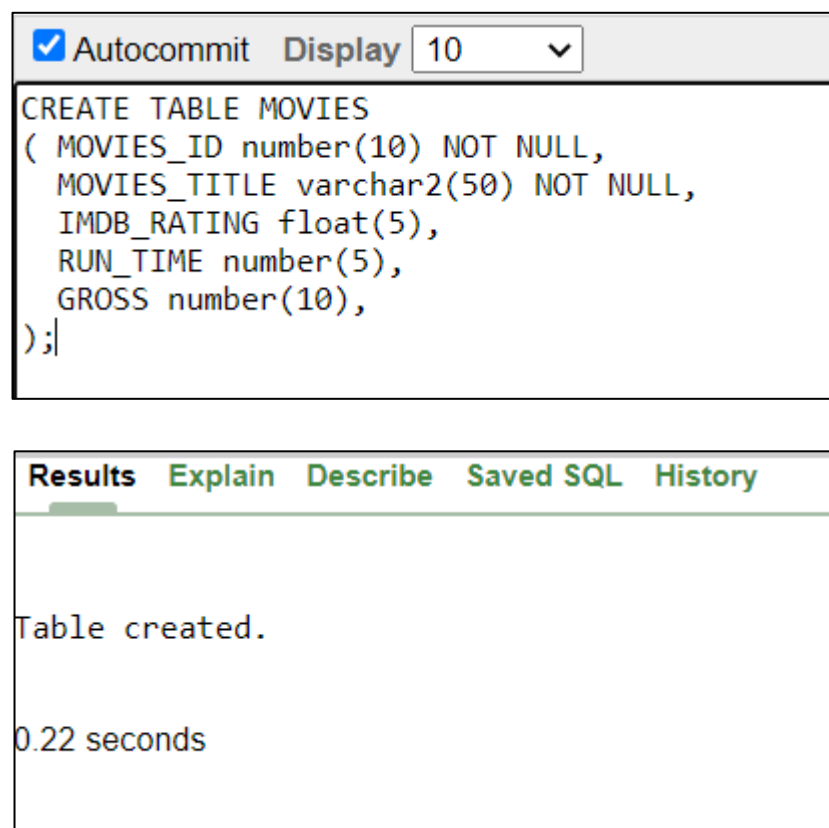 Autocommit Display 10
CREATE TABLE MOVIES
( MOVIES_ID number(10) NOT NULL,
MOVIES_TITLE varchar2(50) NOT NULL,
IMDB_RATING float(5),
RUN_TIME number(5),
GROSS number(10),
);
Results Explain Describe Saved SQL History
Table created.
0.22 seconds